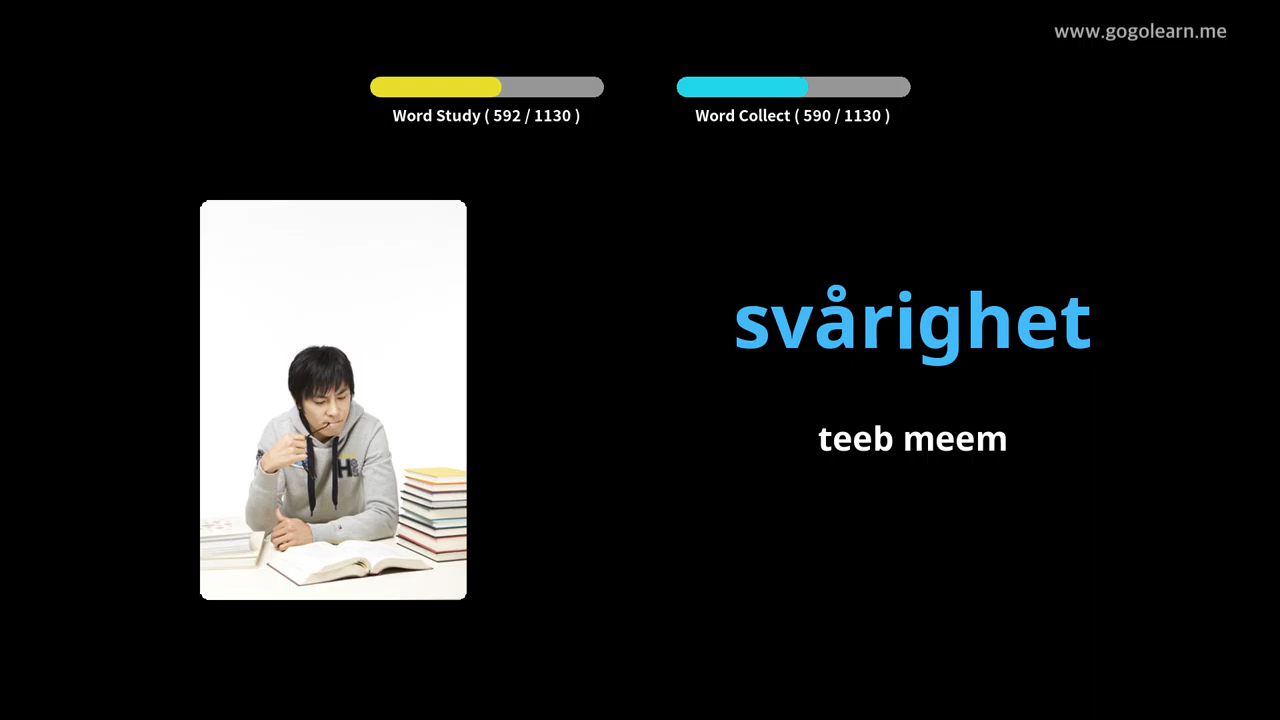 www.gogolearn.me
Word Study ( 592 / 1130 )
Word Collect ( 590 / 1130 )
svårighet
teeb meem
H